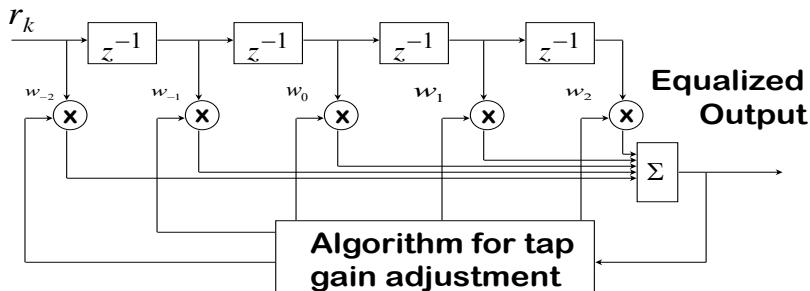 r_k
z^{-1} z^{-1} z^{-1} z^{-1}
w_{-2} w_{-1} w_0 w_1 w_2
x x x x x
Equalized
Output
Σ
Algorithm for tap
gain adjustment